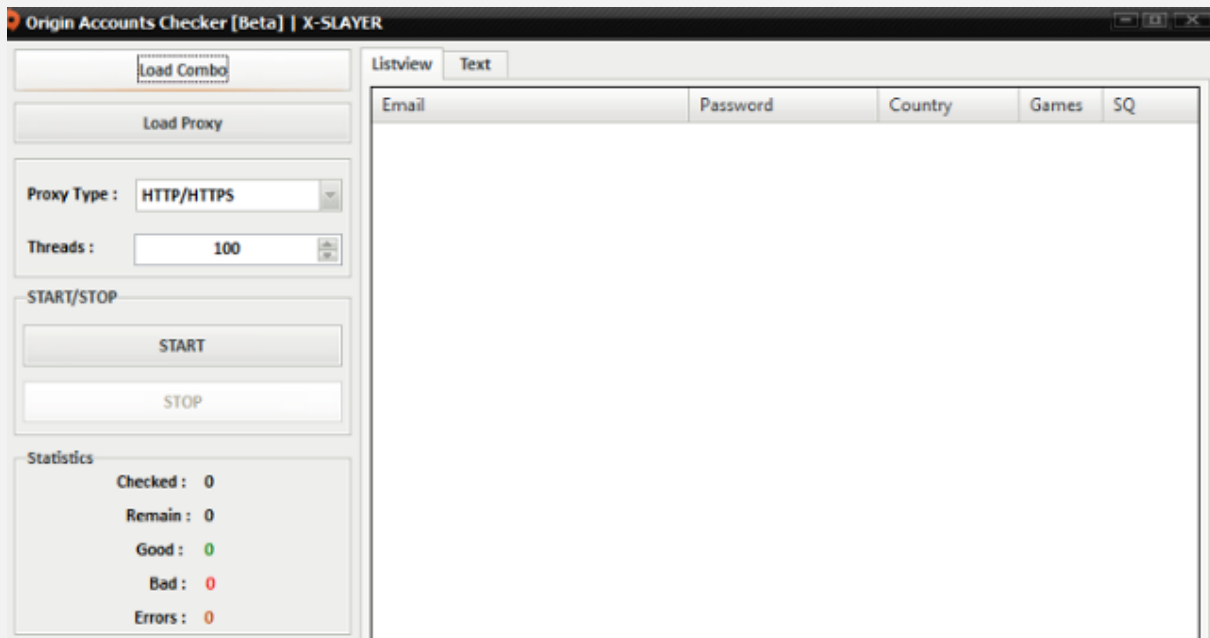 Origin Accounts Checker [Beta] | X-SLAYER
Load Combo
Load Proxy
Proxy Type : HTTP/HTTPS
Threads : 100
START/STOP
START
STOP
Statistics
Checked : 0
Remain : 0
Good : 0
Bad : 0
Errors : 0
Listview Text
Email Password Country Games SQ